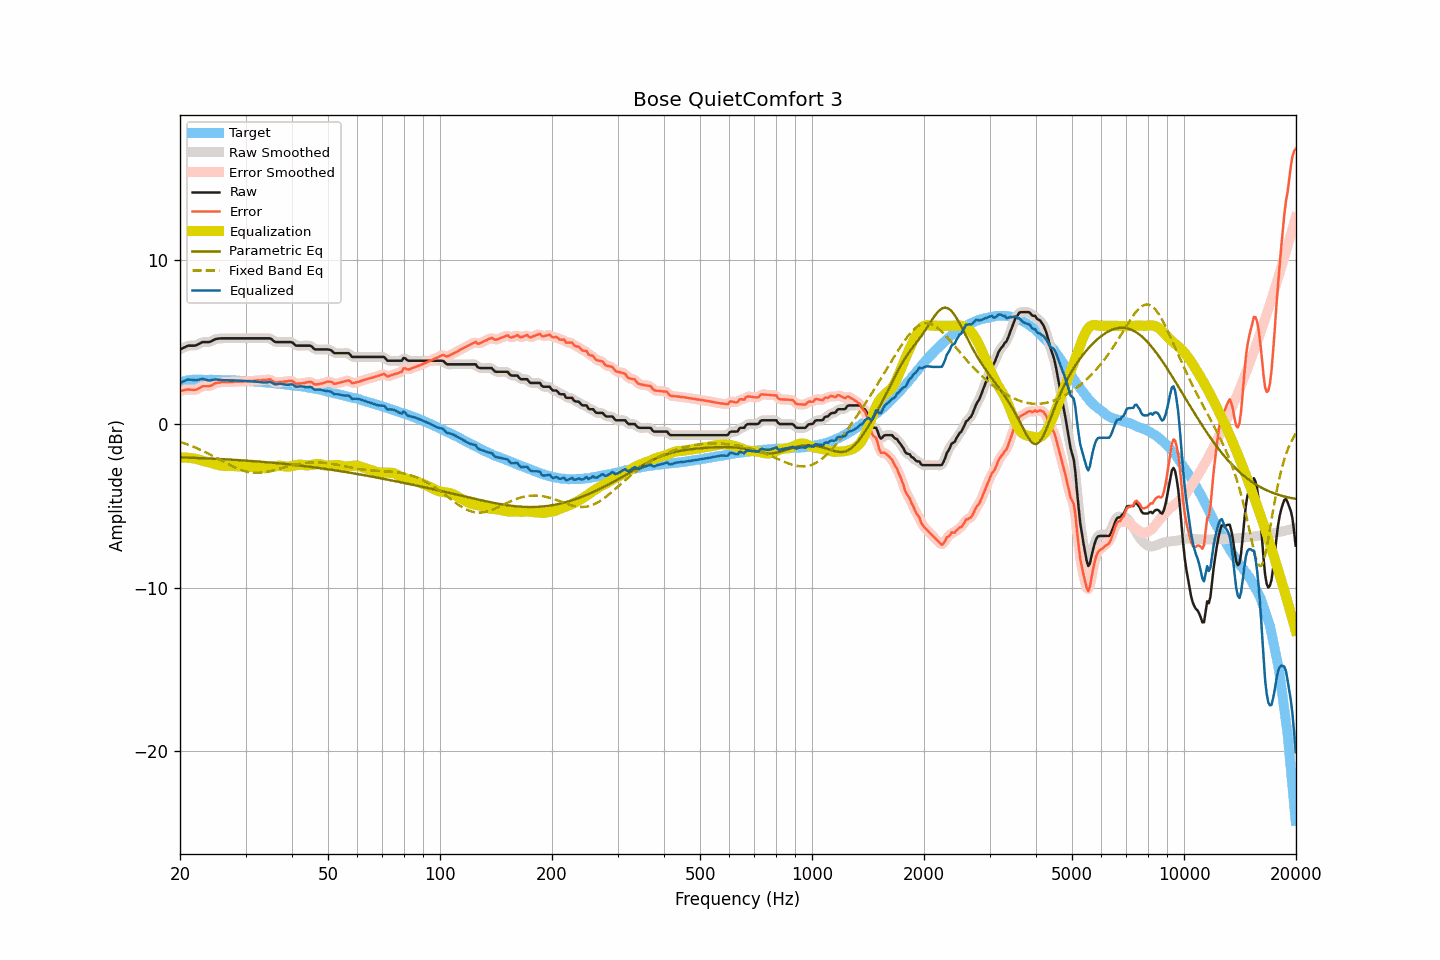 Bose QuietComfort 3
Target
Raw Smoothed
Error Smoothed
Raw
Error
Equalization
Parametric Eq
Fixed Band Eq
Equalized
Amplitude (dBr)
10
0
−10
−20
20 50 100 200 500 1000 2000 5000 10000 20000
Frequency (Hz)